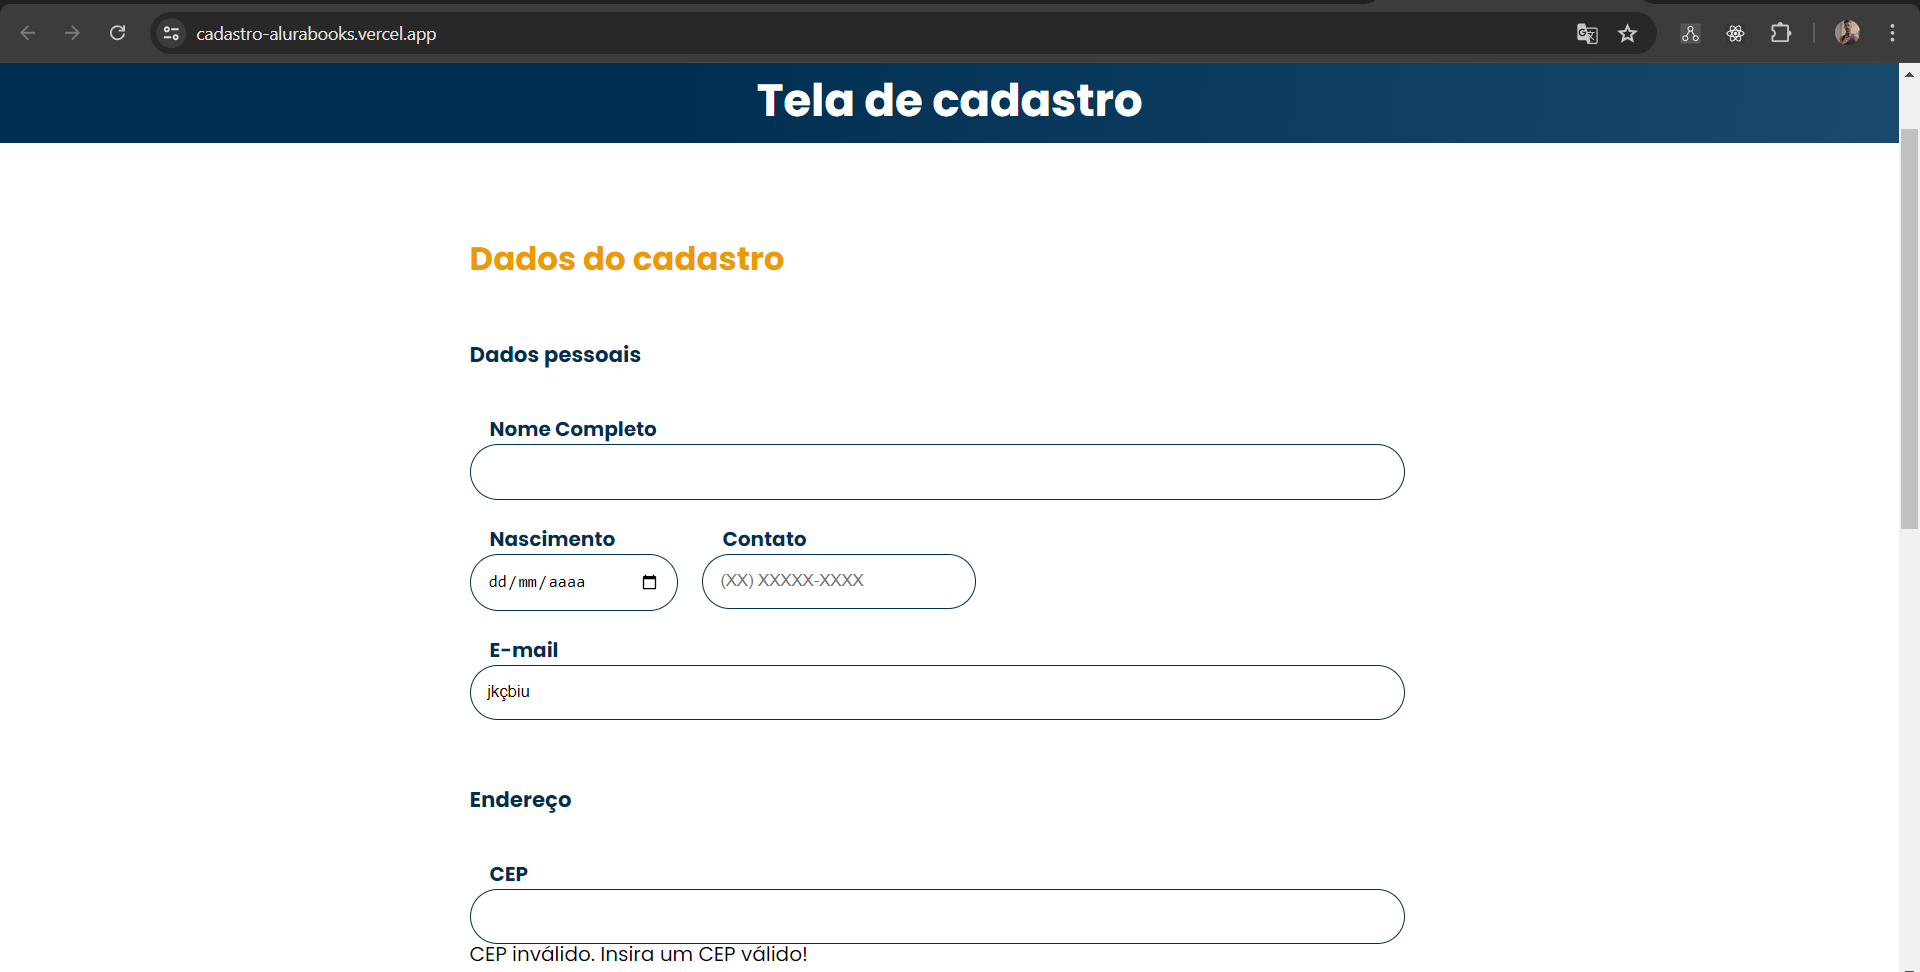 cadastro-alurabooks.vercel.app
Tela de cadastro
Dados do cadastro
Dados pessoais
Nome Completo
Nascimento Contato
dd/mm/aaaa (XX) XXXXX-XXXX
E-mail
jkçbiu
Endereço
CEP
CEP inválido. Insira um CEP válido!